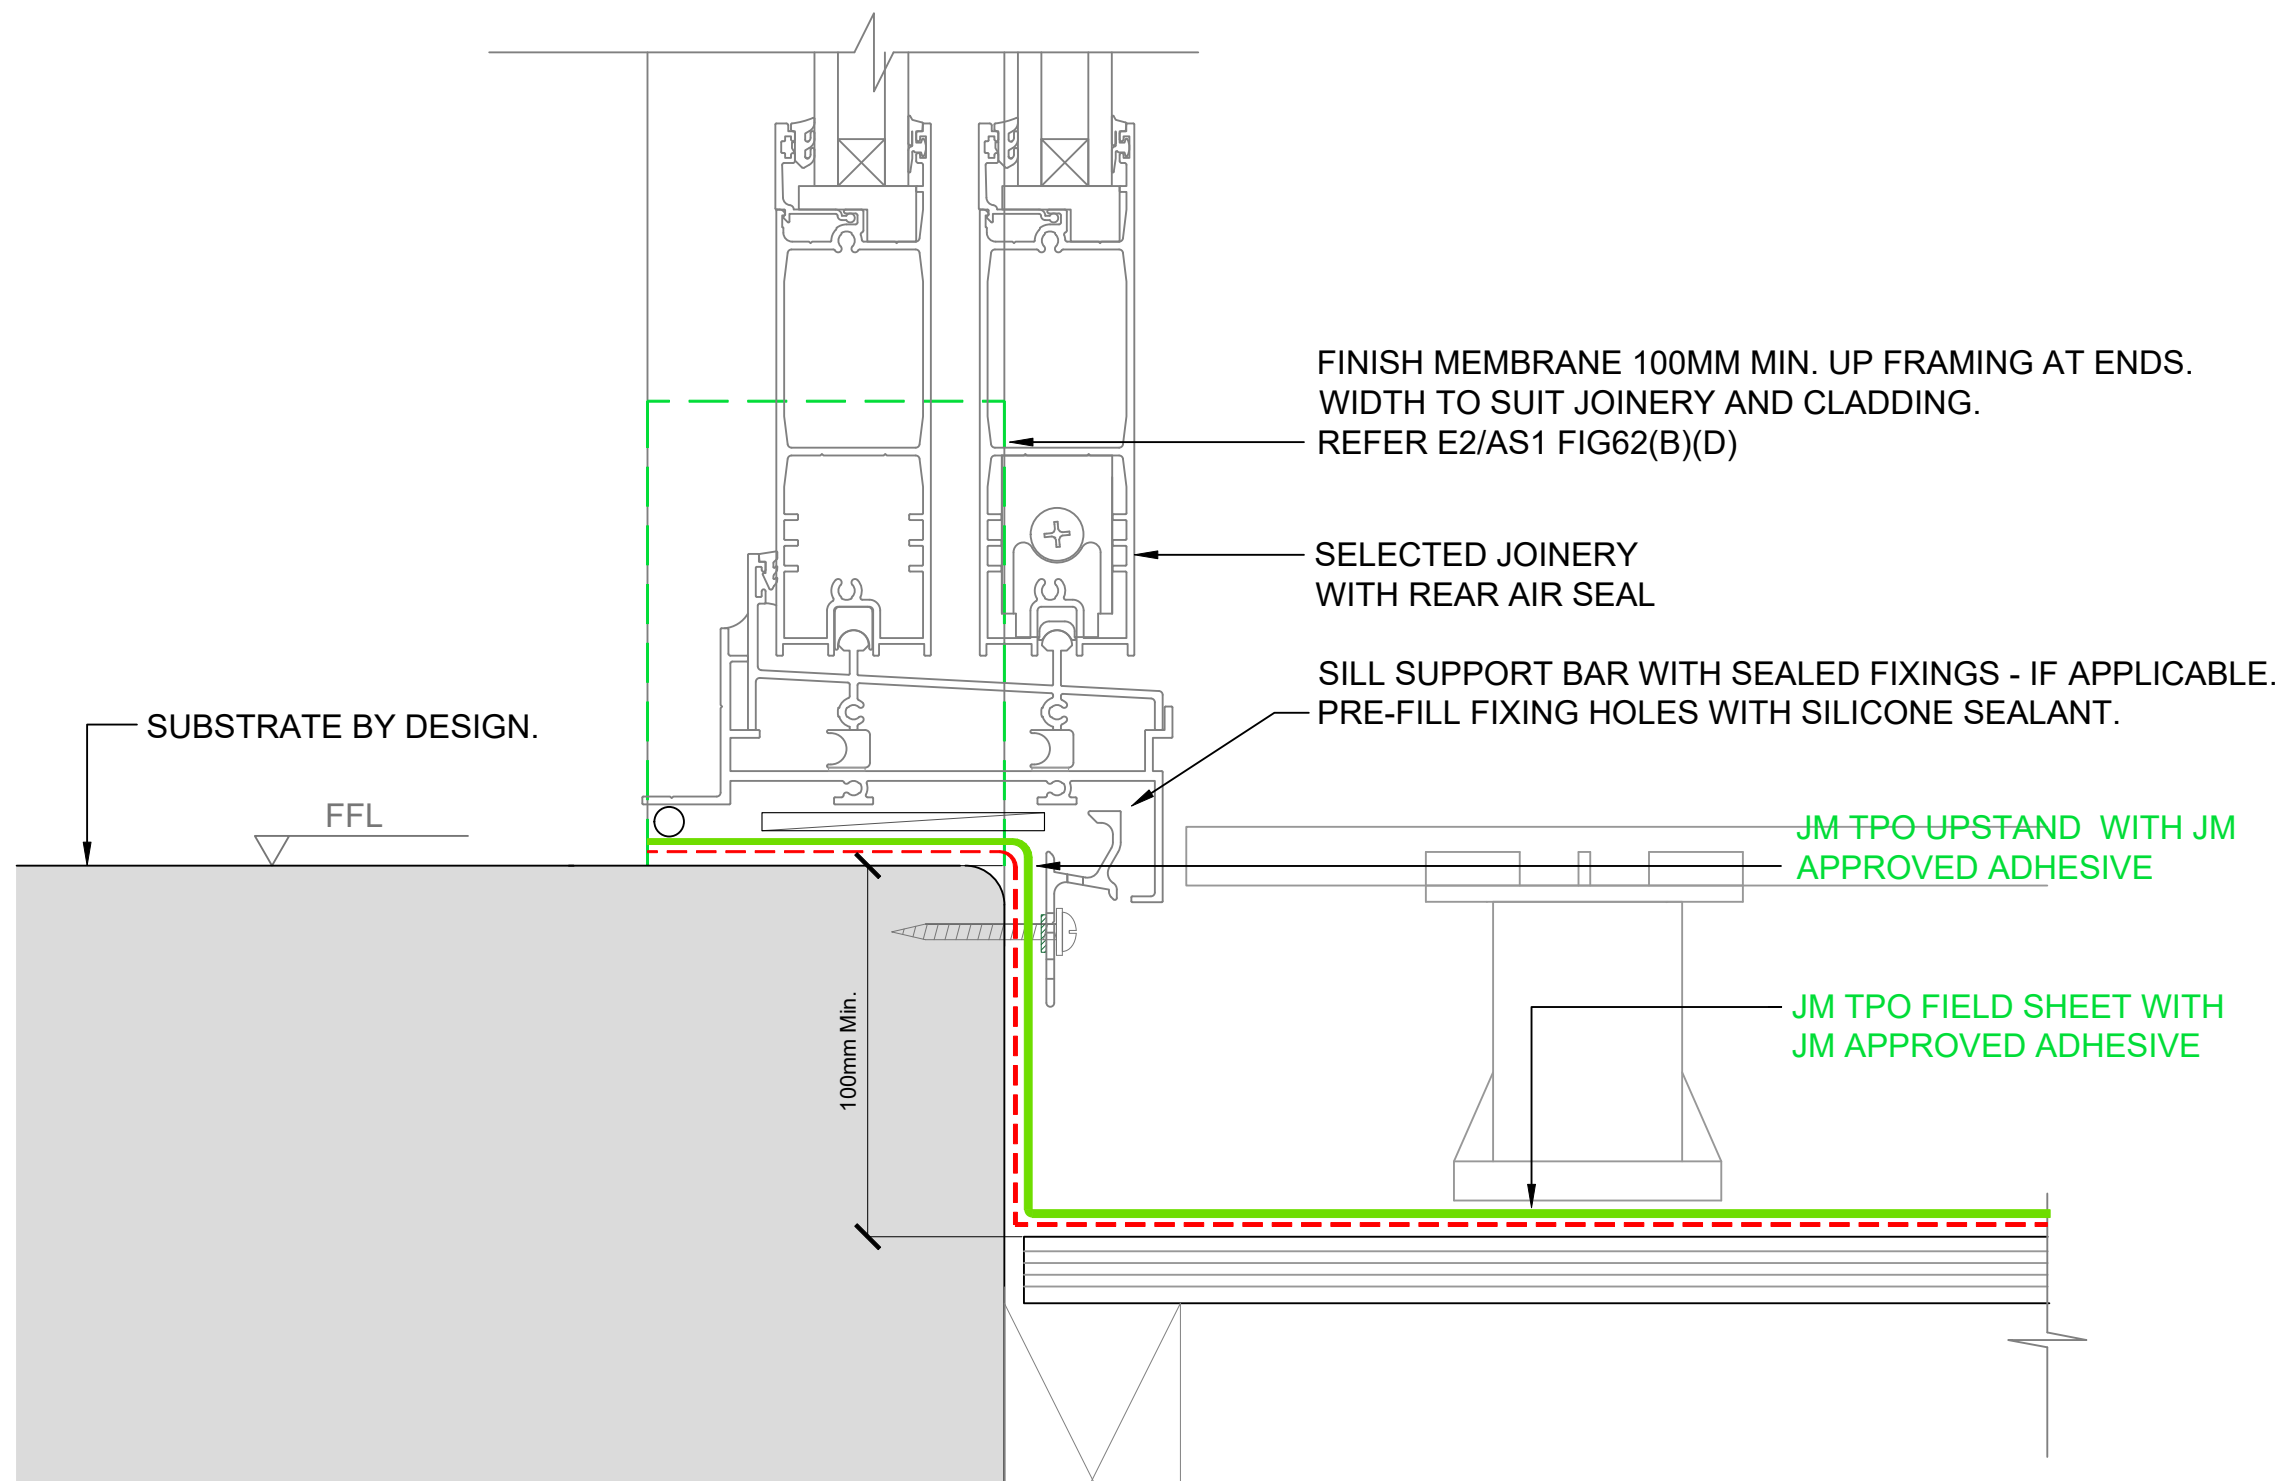 FINISH MEMBRANE 100MM MIN. UP FRAMING AT ENDS.
WIDTH TO SUIT JOINERY AND CLADDING.
REFER E2/AS1 FIG62(B)(D)
SELECTED JOINERY
WITH REAR AIR SEAL
SILL SUPPORT BAR WITH SEALED FIXINGS - IF APPLICABLE.
PRE-FILL FIXING HOLES WITH SILICONE SEALANT.
SUBSTRATE BY DESIGN.
FFL
JM TPO UPSTAND WITH JM
APPROVED ADHESIVE
JM TPO FIELD SHEET WITH
JM APPROVED ADHESIVE
100mm Min.